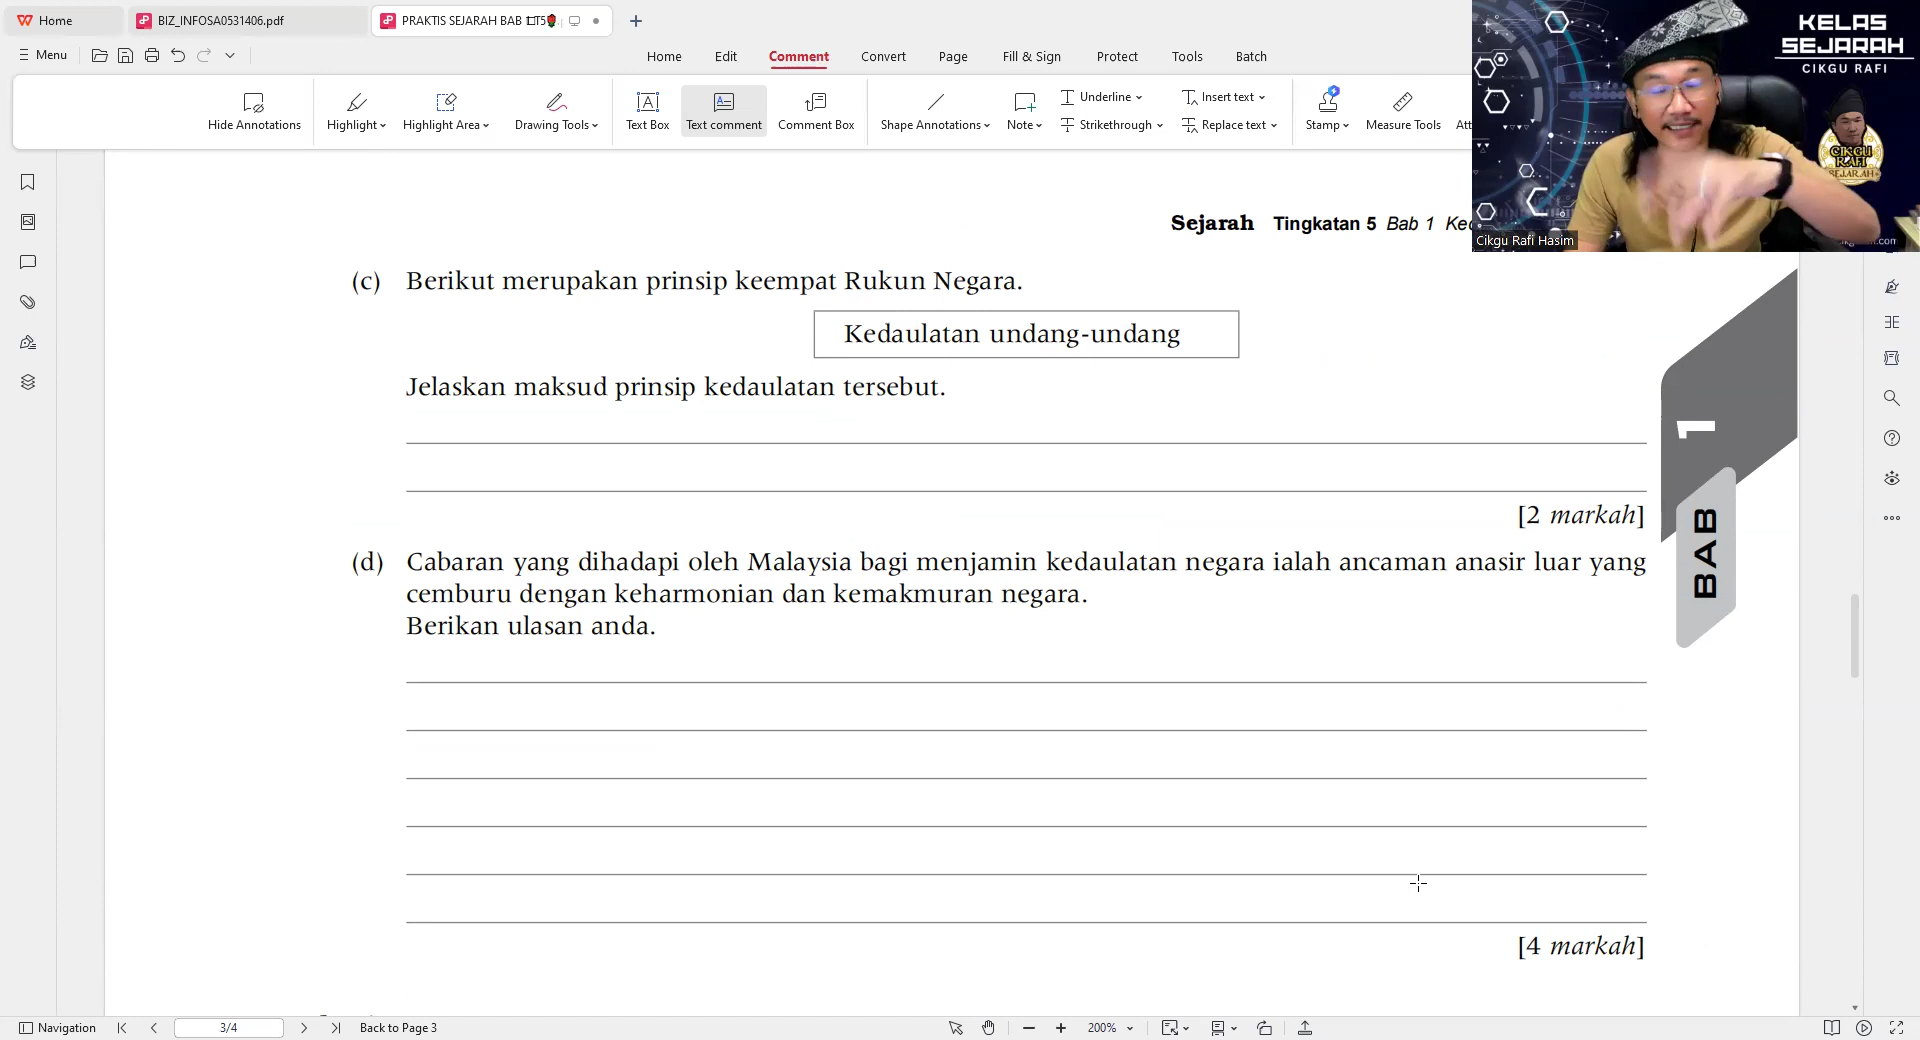 Home
BIZ_INFOSA0531406.pdf
PRAKTIS SEJARAH BAB 1 T5
Menu
Home Edit Comment Convert Page Fill & Sign Protect Tools Batch
Hide Annotations
Highlight
Highlight Area
Drawing Tools
Text Box
Text comment
Comment Box
Shape Annotations
Note
Underline
Strikethrough
Insert text
Replace text
Stamp
Measure Tools
KELAS
SEJARAH
CIKGU RAFI
CIKGU
RAFI
SEJARAH
Cikgu Rafi Hasim
Sejarah Tingkatan 5 Bab 1
(c) Berikut merupakan prinsip keempat Rukun Negara.
Kedaulatan undang-undang
Jelaskan maksud prinsip kedaulatan tersebut.
[2 markah]
(d) Cabaran yang dihadapi oleh Malaysia bagi menjamin kedaulatan negara ialah ancaman anasir luar yang
cemburu dengan keharmonian dan kemakmuran negara.
Berikan ulasan anda.
[4 markah]
BAB 1
Navigation
3/4
Back to Page 3
200%